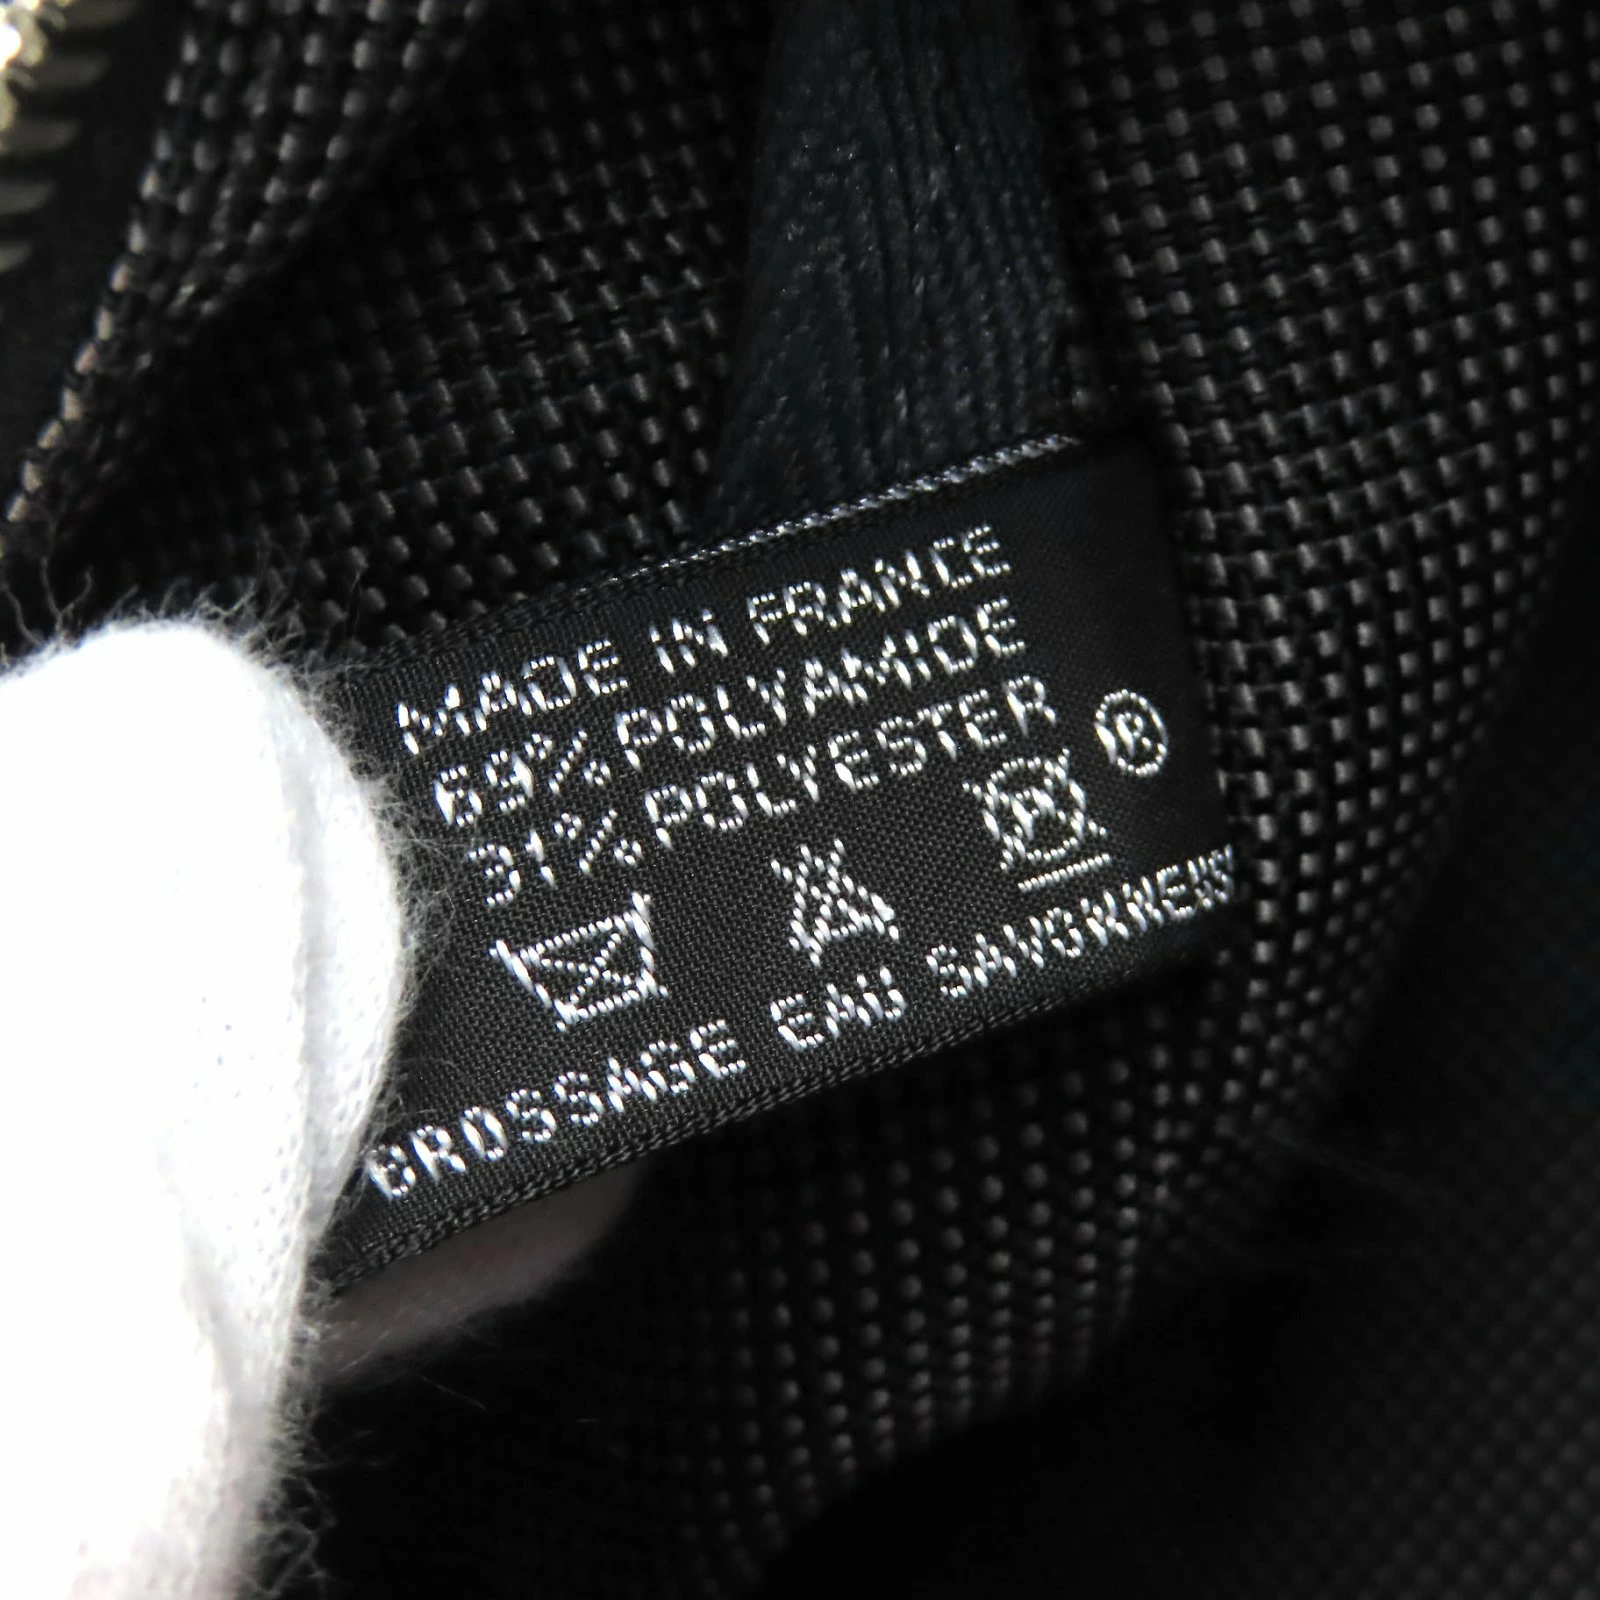 MADE IN FRANCE
69% POLYAMIDE
31% POLYESTER ®
BROSSAGE EAU SAVONNEUSE